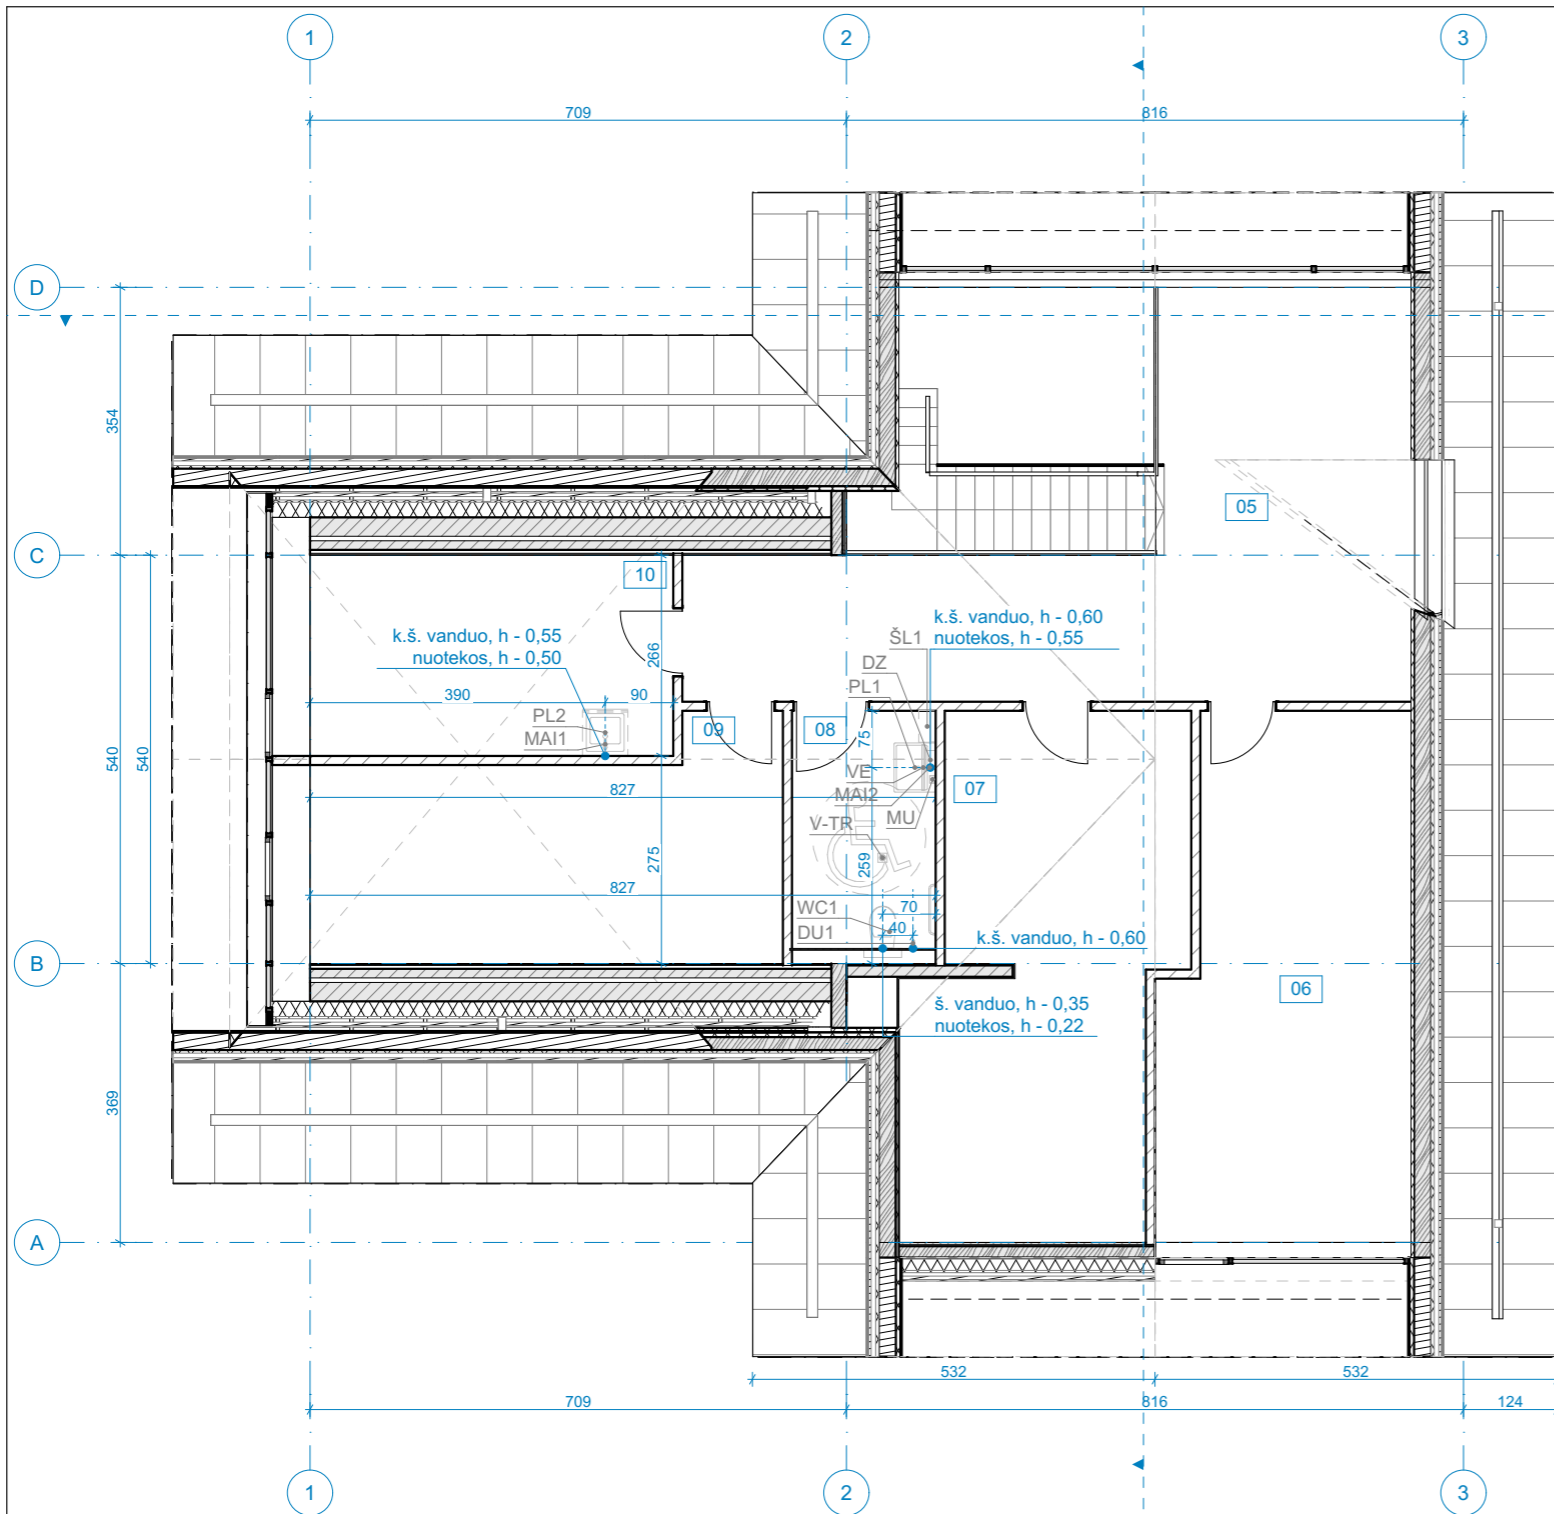 1
2
3
709
816
D
354
05
C
10
k.š. vanduo, h - 0,60
nuotekos, h - 0,55
k.š. vanduo, h - 0,55
nuotekos, h - 0,50
ŠL1
DZ
PL1
266
390
90
PL2
MAI1
09
08
75
540
540
827
VE
MAI2
07
V-TR
MU
275
259
827
WC1
70
DU1
40
k.š. vanduo, h - 0,60
B
06
š. vanduo, h - 0,35
nuotekos, h - 0,22
369
A
532
532
709
816
124
1
2
3